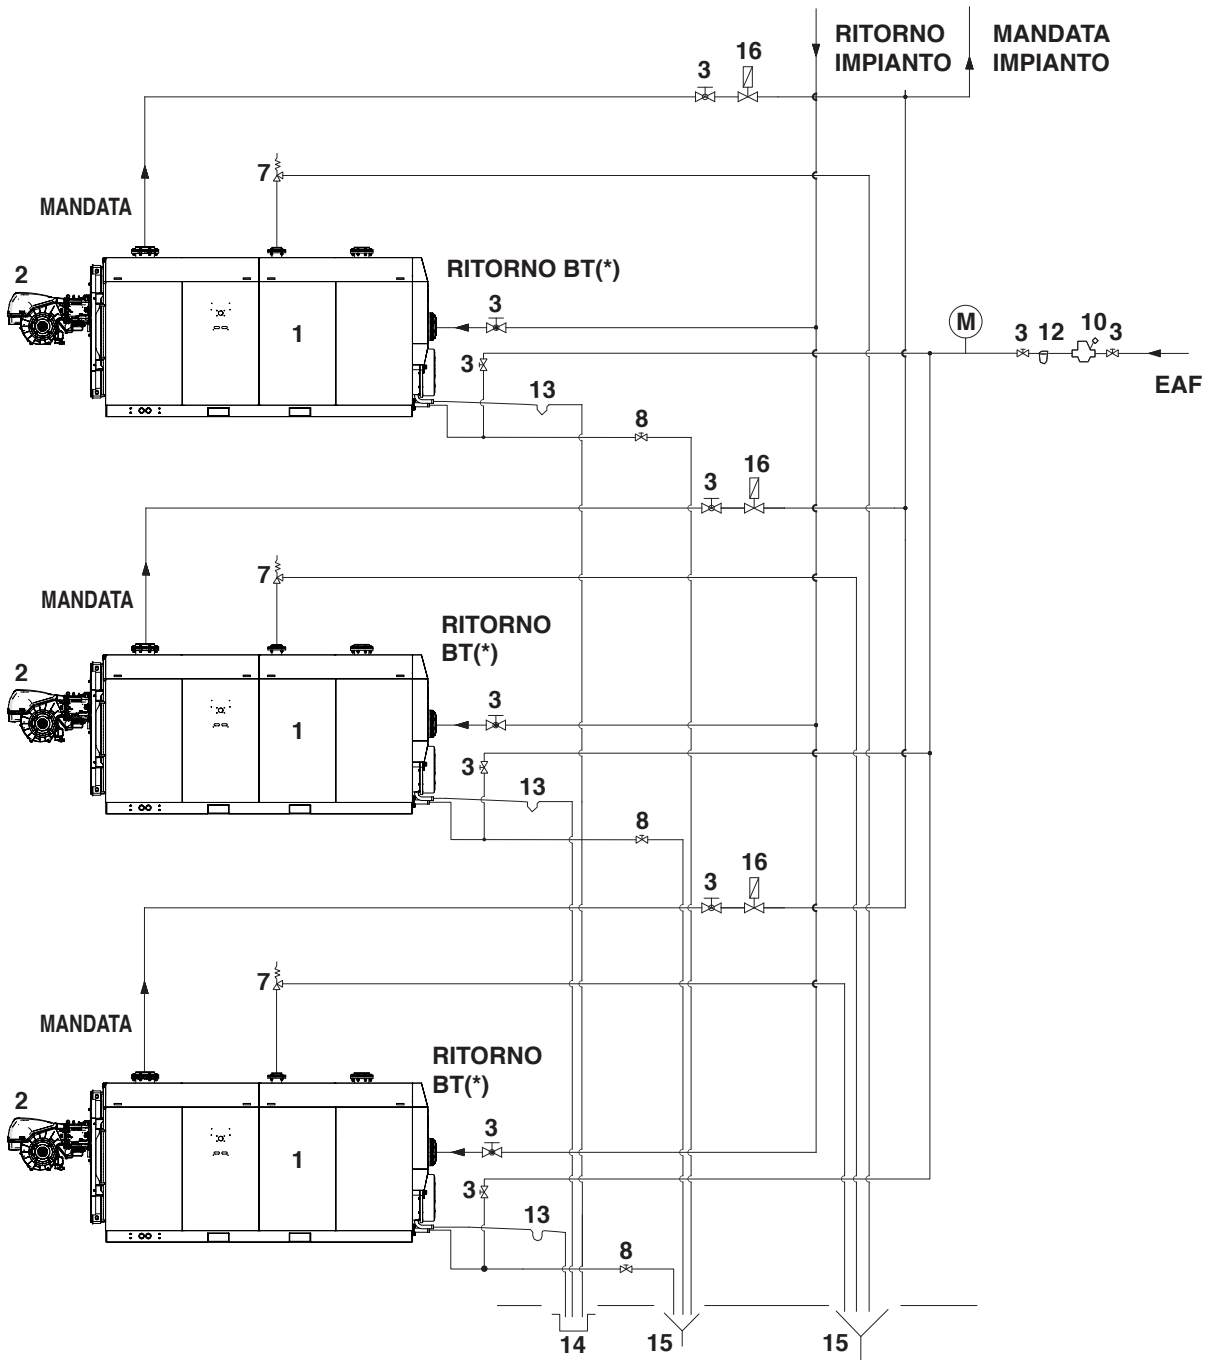 RITORNO
IMPIANTO
MANDATA
IMPIANTO
3
16
7
MANDATA
2
RITORNO BT(*)
3
1
M
3
12
10
3
EAF
3
13
8
3
16
7
MANDATA
RITORNO
BT(*)
2
3
1
3
13
8
3
16
7
MANDATA
RITORNO
BT(*)
2
3
1
3
13
8
14
15
15